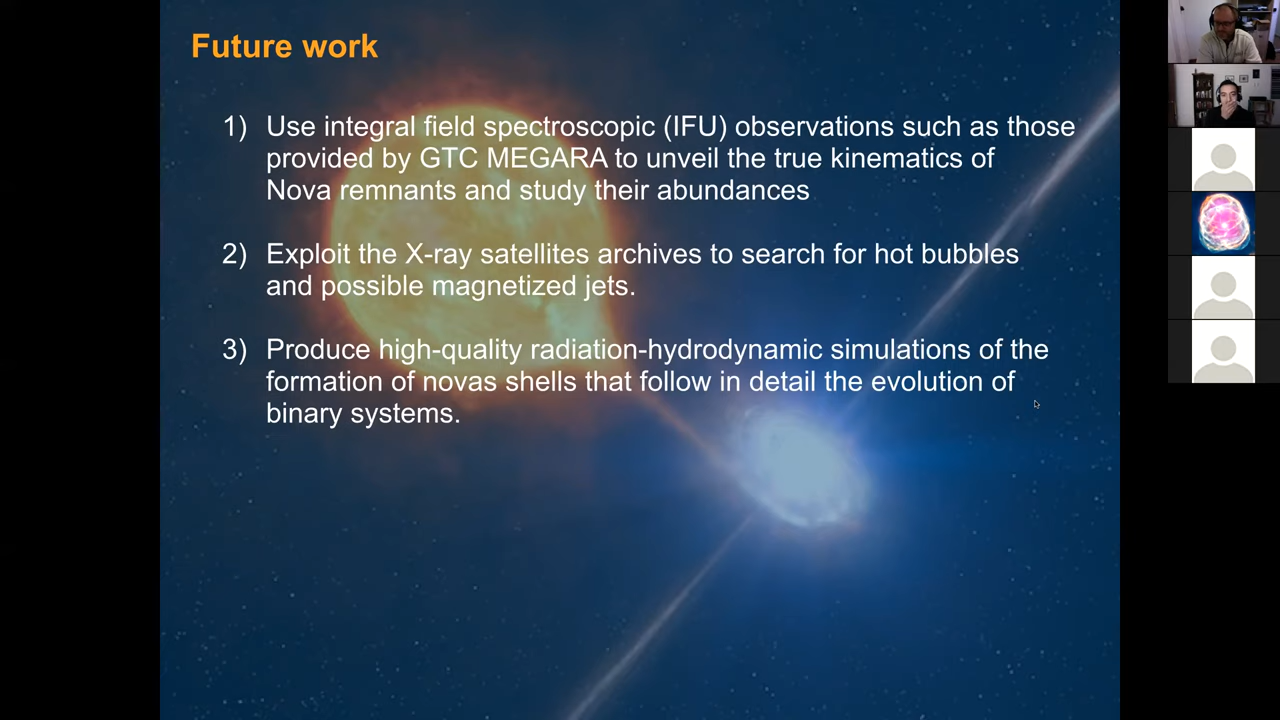 Future work
1) Use integral field spectroscopic (IFU) observations such as those
provided by GTC MEGARA to unveil the true kinematics of
Nova remnants and study their abundances
2) Exploit the X-ray satellites archives to search for hot bubbles
and possible magnetized jets.
3) Produce high-quality radiation-hydrodynamic simulations of the
formation of novas shells that follow in detail the evolution of
binary systems.